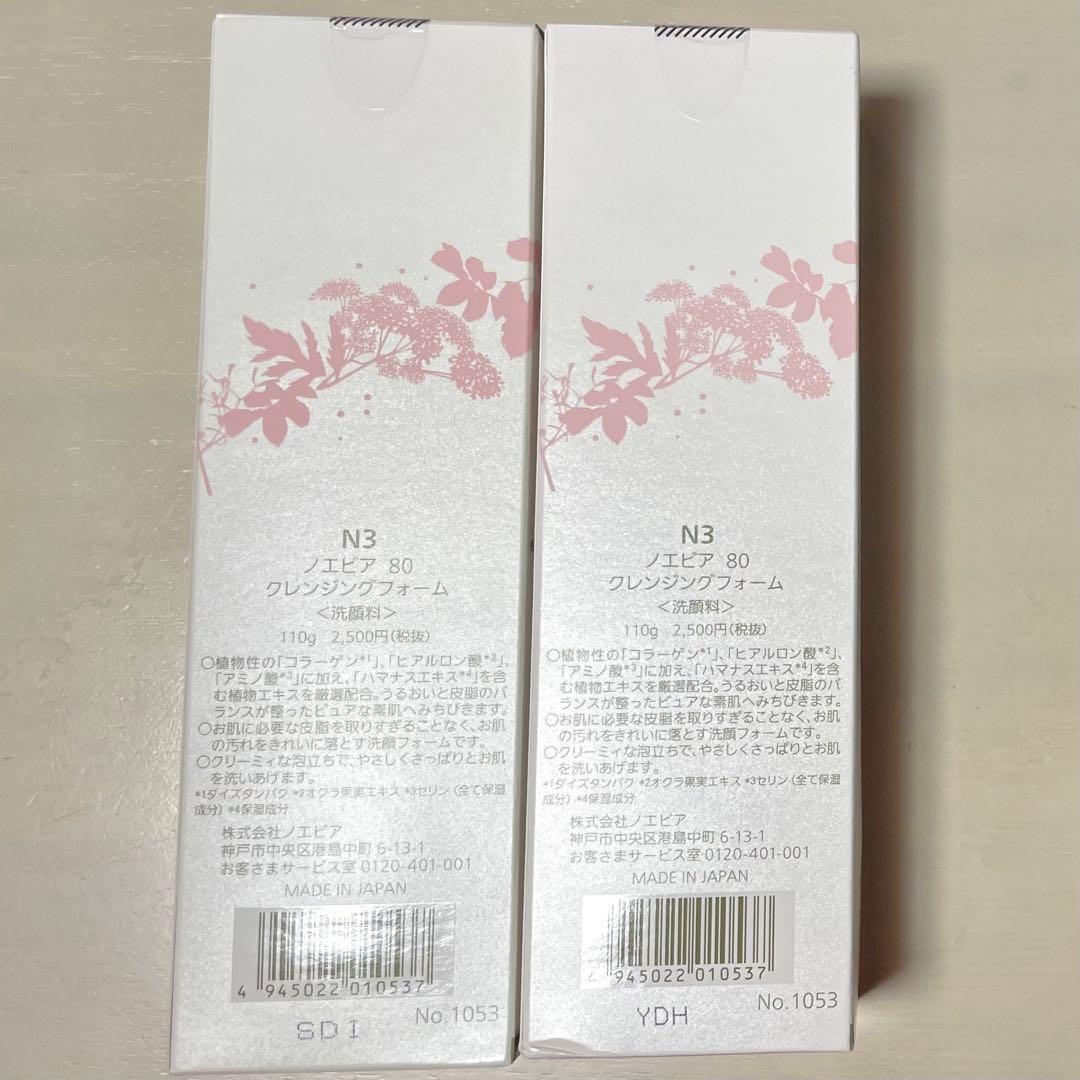 N3
ノエビア 80
クレンジングフォーム
＜洗顔料＞
110g 2,500円(税抜)
○植物性の「コラーゲン*1」、「ヒアルロン酸*2」、
「アミノ酸*3」に加え、「ハマナスエキス*4」を含
む植物エキスを厳選配合。うるおいと皮脂のバ
ランスが整ったピュアな素肌へみちびきます。
○お肌に必要な皮脂を取りすぎることなく、お肌
の汚れをきれいに落とす洗顔フォームです。
○クリーミィな泡立ちで、やさしくさっぱりとお肌
を洗いあげます。
*1ダイズタンパク *2オクラ果実エキス *3セリン（全て保湿
成分）*4保湿成分
株式会社ノエビア
神戸市中央区港島中町 6-13-1
お客さまサービス室 0120-401-001
MADE IN JAPAN
4 945022 010537
No.1053
SD1
N3
ノエビア 80
クレンジングフォーム
＜洗顔料＞
110g 2,500円(税抜)
○植物性の「コラーゲン*1」、「ヒアルロン酸*2」、
「アミノ酸*3」に加え、「ハマナスエキス*4」を含
む植物エキスを厳選配合。うるおいと皮脂のバ
ランスが整ったピュアな素肌へみちびきます。
○お肌に必要な皮脂を取りすぎることなく、お肌
の汚れをきれいに落とす洗顔フォームです。
○クリーミィな泡立ちで、やさしくさっぱりとお肌
を洗いあげます。
*1ダイズタンパク *2オクラ果実エキス *3セリン（全て保湿
成分）*4保湿成分
株式会社ノエビア
神戸市中央区港島中町 6-13-1
お客さまサービス室 0120-401-001
MADE IN JAPAN
4 945022 010537
No.1053
YDH